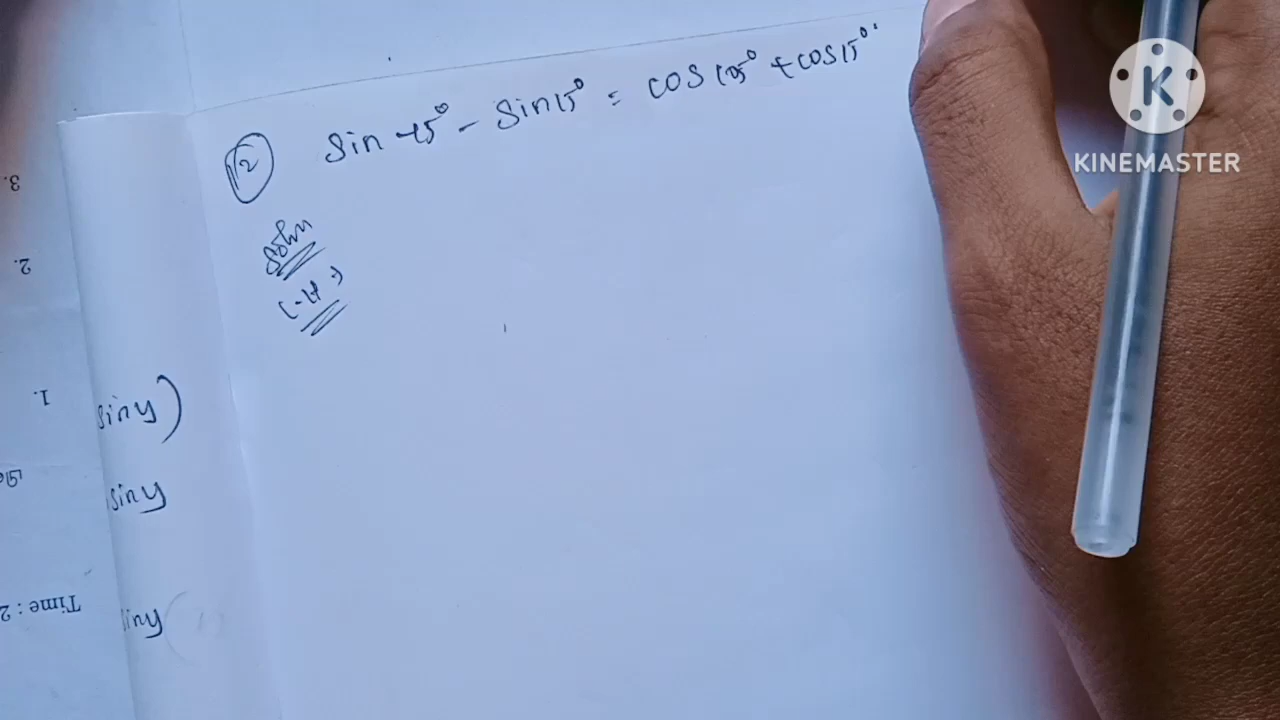 (12) sin 75° - sin 15° = cos 105° + cos 15°.
Soln
L.H.S
siny)
siny
siny (
3.
2.
1.
Time : 2
KINEMASTER